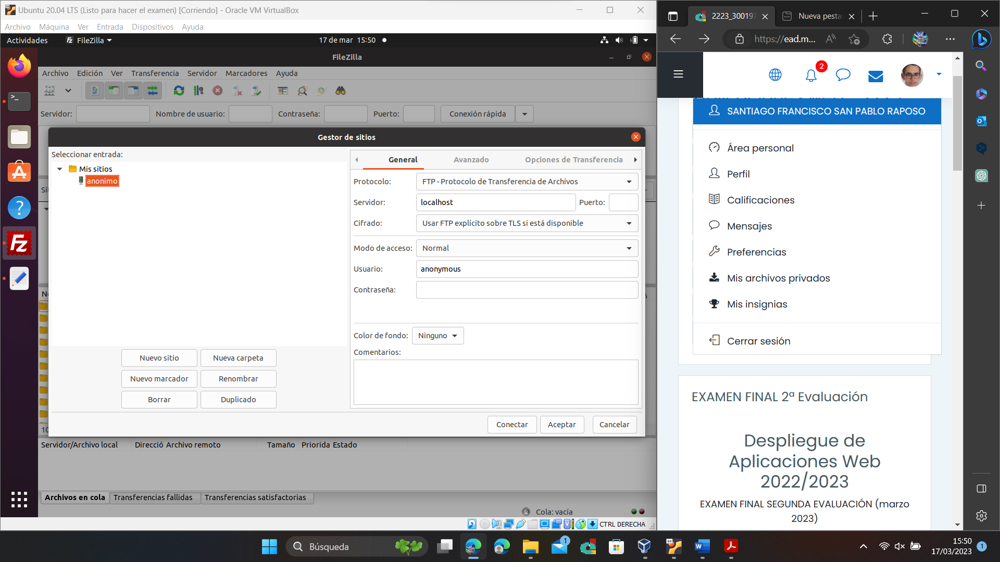 Ubuntu 20.04 LTS (Listo para hacer el examen) [Corriendo] - Oracle VM VirtualBox
Archivo Máquina Ver Entrada Dispositivos Ayuda
Actividades FileZilla 17 de mar 15:50
FileZilla
Archivo Edición Ver Transferencia Servidor Marcadores Ayuda
Servidor: Nombre de usuario: Contraseña: Puerto: Conexión rápida
Gestor de sitios
Seleccionar entrada:
Mis sitios
anonimo
Nuevo sitio Nueva carpeta
Nuevo marcador Renombrar
Borrar Duplicado
General Avanzado Opciones de Transferencia
Protocolo: FTP - Protocolo de Transferencia de Archivos
Servidor: localhost Puerto:
Cifrado: Usar FTP explícito sobre TLS si está disponible
Modo de acceso: Normal
Usuario: anonymous
Contraseña:
Color de fondo: Ninguno
Comentarios:
Conectar Aceptar Cancelar
Servidor/Archivo local Direcció Archivo remoto Tamaño Priorida Estado
Archivos en cola Transferencias fallidas Transferencias satisfactorias
Cola: vacía
CTRL DERECHA
2223_300197 Nueva pesta
https://ead.m...
2
SANTIAGO FRANCISCO SAN PABLO RAPOSO
Área personal
Perfil
Calificaciones
Mensajes
Preferencias
Mis archivos privados
Mis insignias
Cerrar sesión
EXAMEN FINAL 2ª Evaluación
Despliegue de
Aplicaciones Web
2022/2023
EXAMEN FINAL SEGUNDA EVALUACIÓN (marzo
2023)
Búsqueda
1
15:50
17/03/2023
1